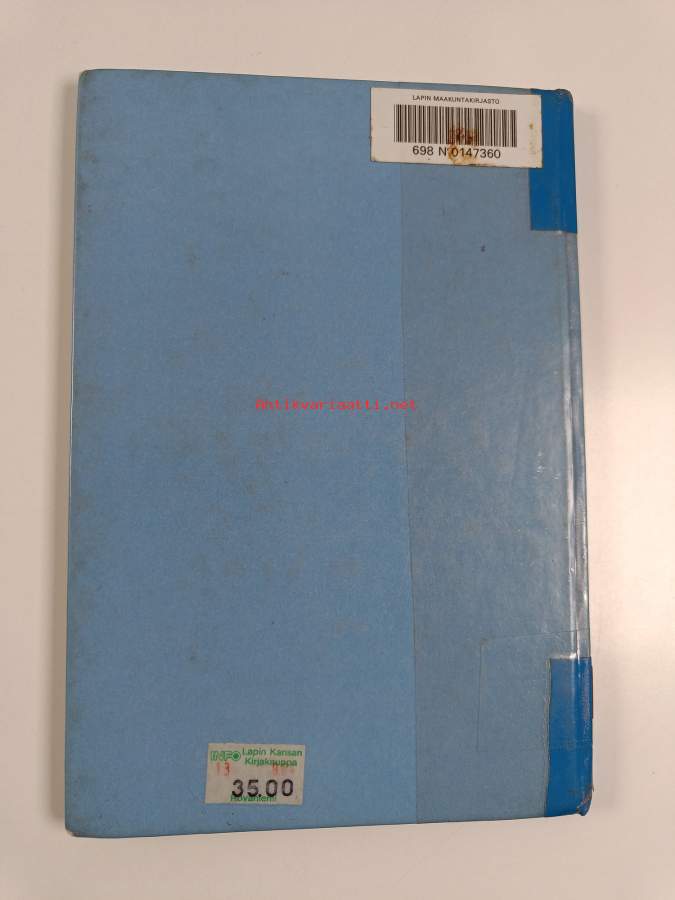 LAPIN MAAKUNTAKIRJASTO
698 N:0147360
Antikvariaatti.net
INFO Lapin Kansan
Kirjakauppa
13
35.00
Rovaniemi